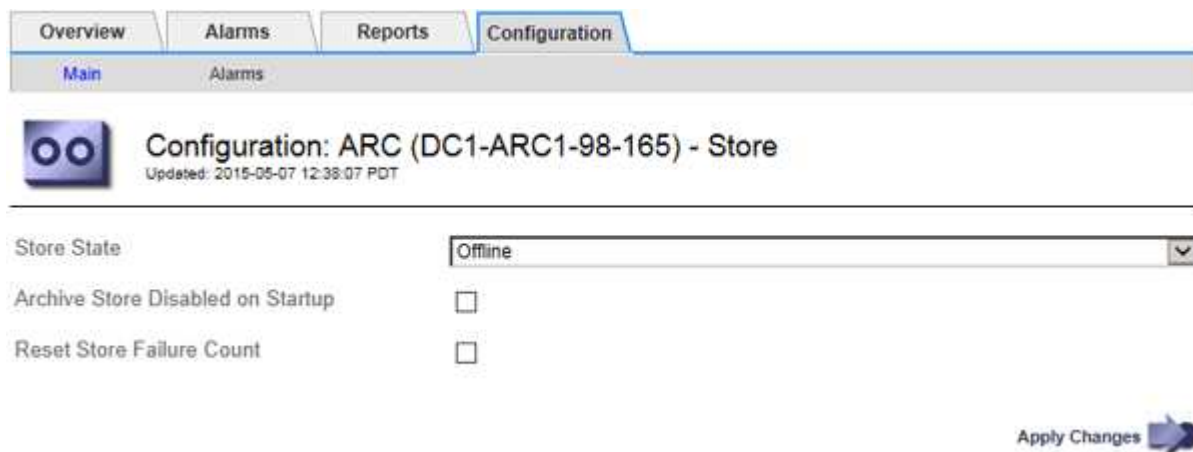 Overview Alarms Reports Configuration
Main Alarms
Configuration: ARC (DC1-ARC1-98-165) - Store
Updated: 2015-05-07 12:38:07 PDT
Store State Offline
Archive Store Disabled on Startup
Reset Store Failure Count
Apply Changes